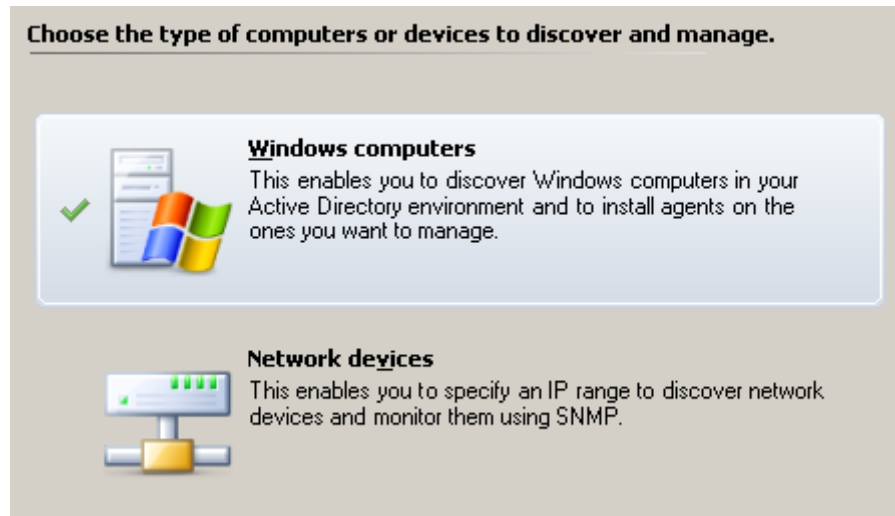 Choose the type of computers or devices to discover and manage.
Windows computers
This enables you to discover Windows computers in your
Active Directory environment and to install agents on the
ones you want to manage.
Network devices
This enables you to specify an IP range to discover network
devices and monitor them using SNMP.